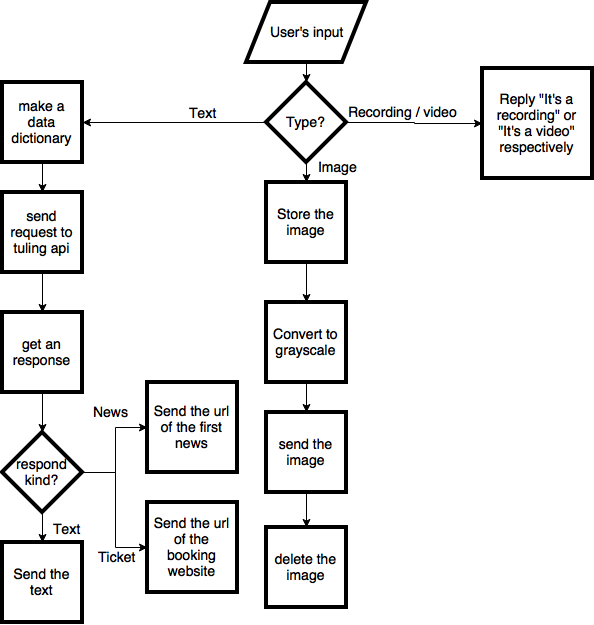 User's input
Type?
Text
Recording / video
Image
make a
data
dictionary
Reply "It's a
recording" or
"It's a video"
respectively
Store the
image
send
request to
tuling api
Convert to
grayscale
get an
response
News
Send the url
of the first
news
send the
image
respond
kind?
Text
Ticket
Send the url
of the
booking
website
delete the
image
Send the
text